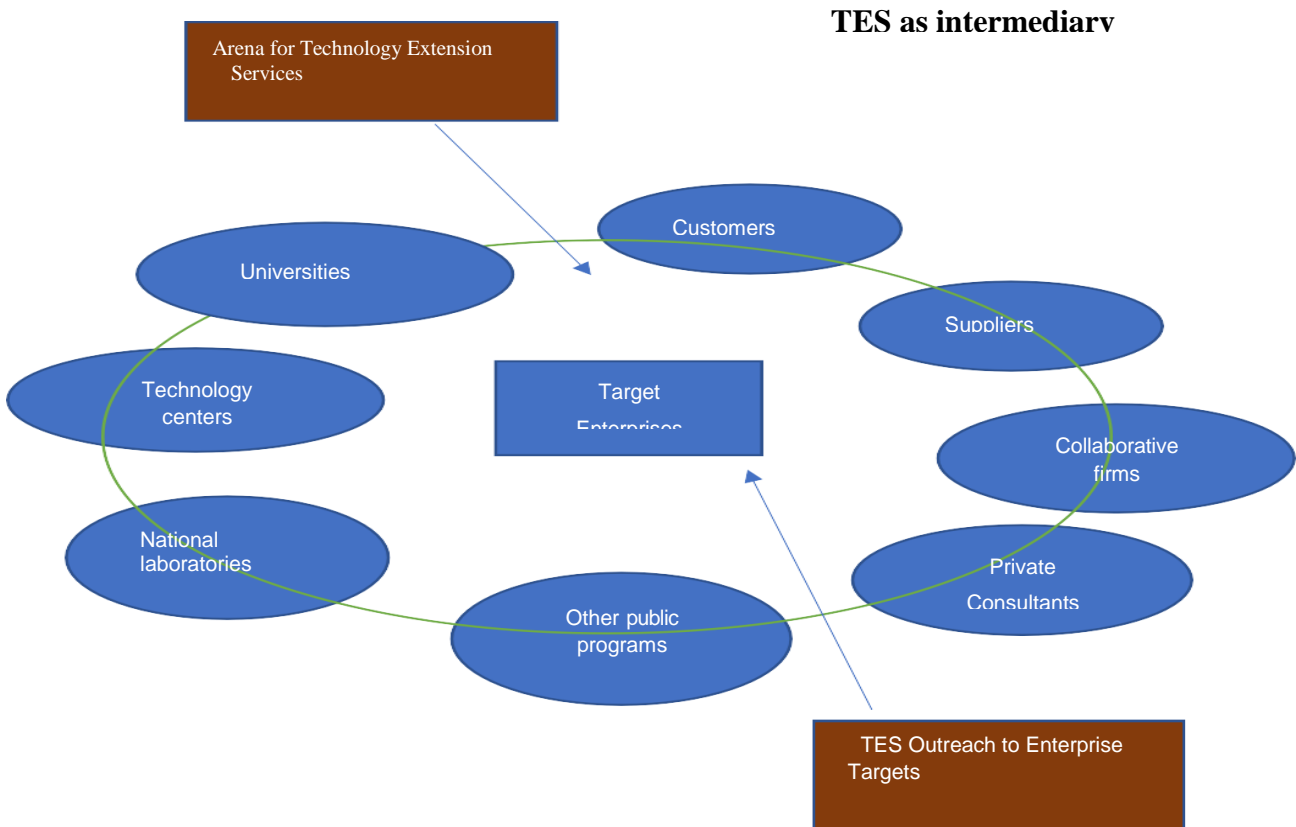 TES as intermediary
Arena for Technology Extension
Services
Customers
Universities
Suppliers
Technology
centers
Target
Enterprises
Collaborative
firms
National
laboratories
Private
Consultants
Other public
programs
TES Outreach to Enterprise
Targets